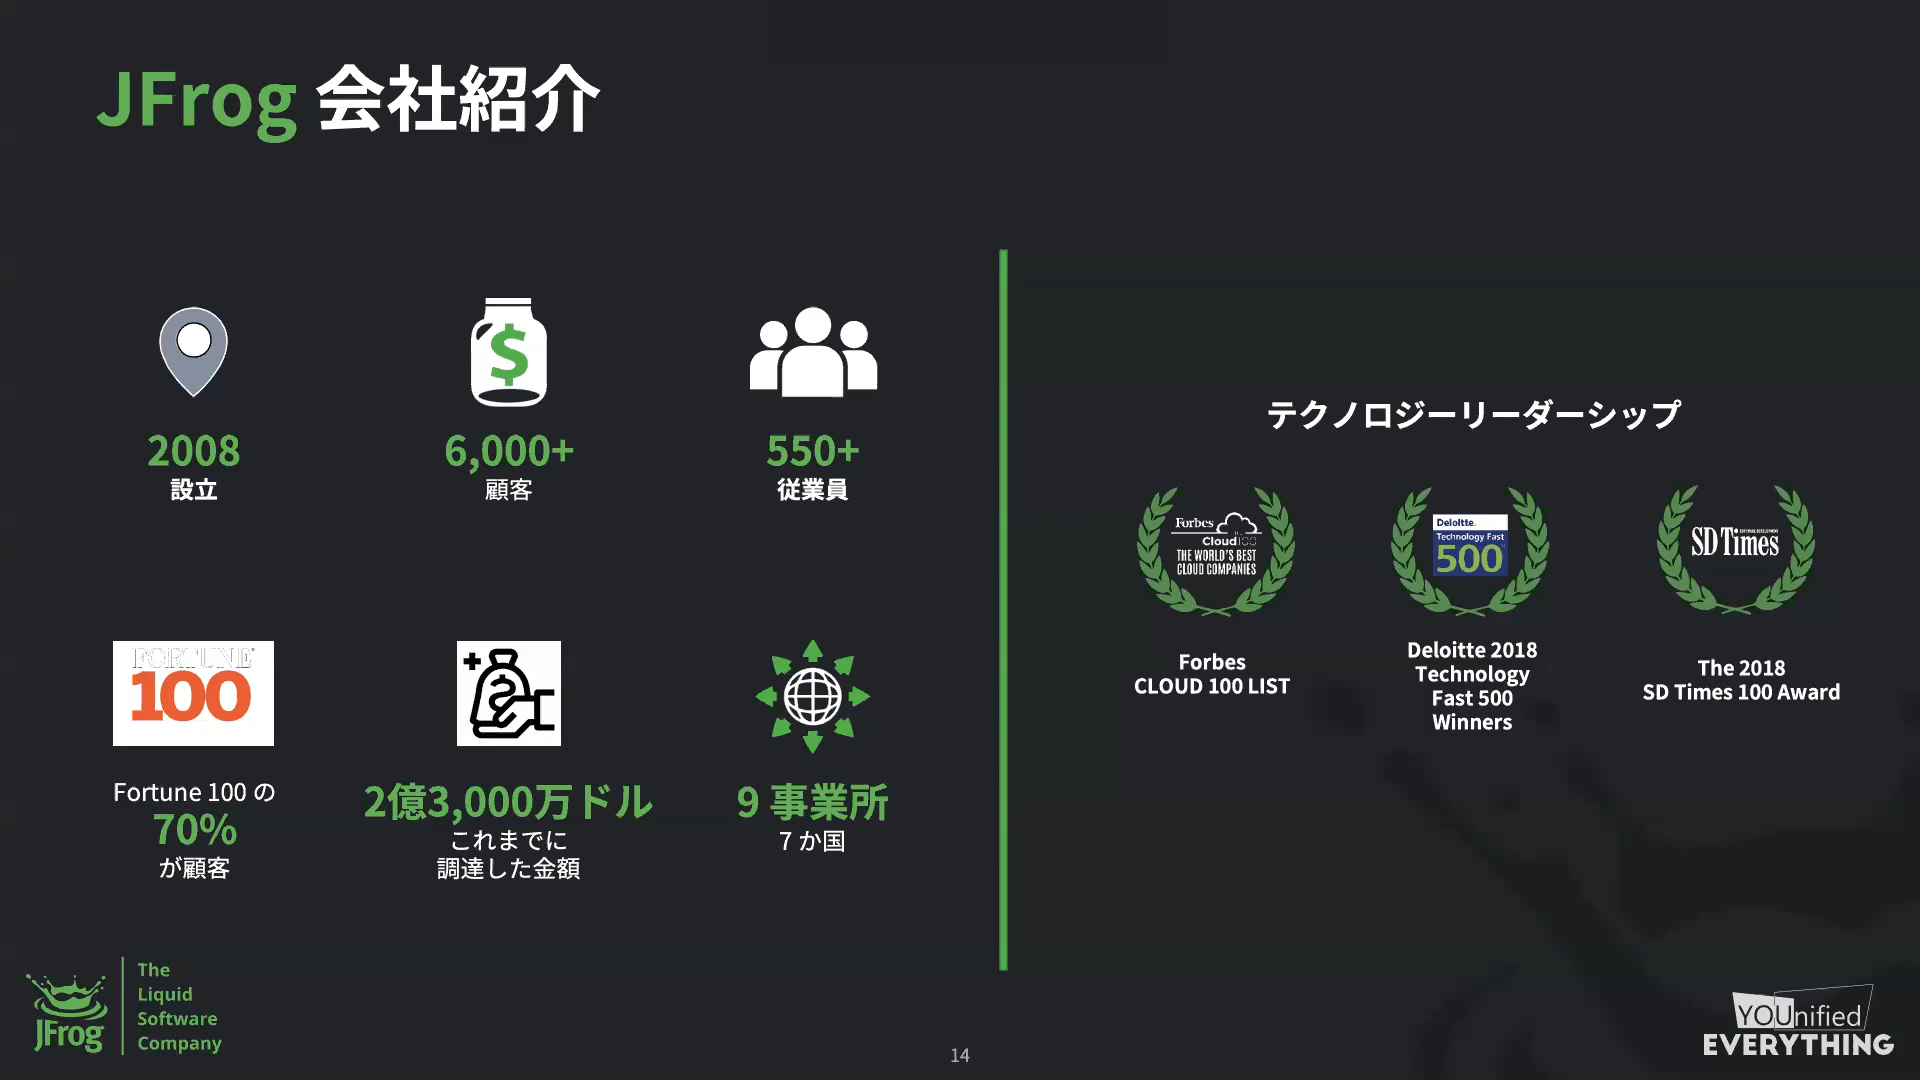 JFrog 会社紹介
2008
設立
6,000+
顧客
550+
従業員
FORTUNE
100
Fortune 100 の
70%
が顧客
2億3,000万ドル
これまでに
調達した金額
9 事業所
7 か国
テクノロジーリーダーシップ
Forbes
Cloud100
THE WORLD'S BEST
CLOUD COMPANIES
Forbes
CLOUD 100 LIST
Deloitte.
Technology Fast
500
Deloitte 2018
Technology
Fast 500
Winners
SD Times
The 2018
SD Times 100 Award
JFrog
The
Liquid
Software
Company
14
YOUnified
EVERYTHING